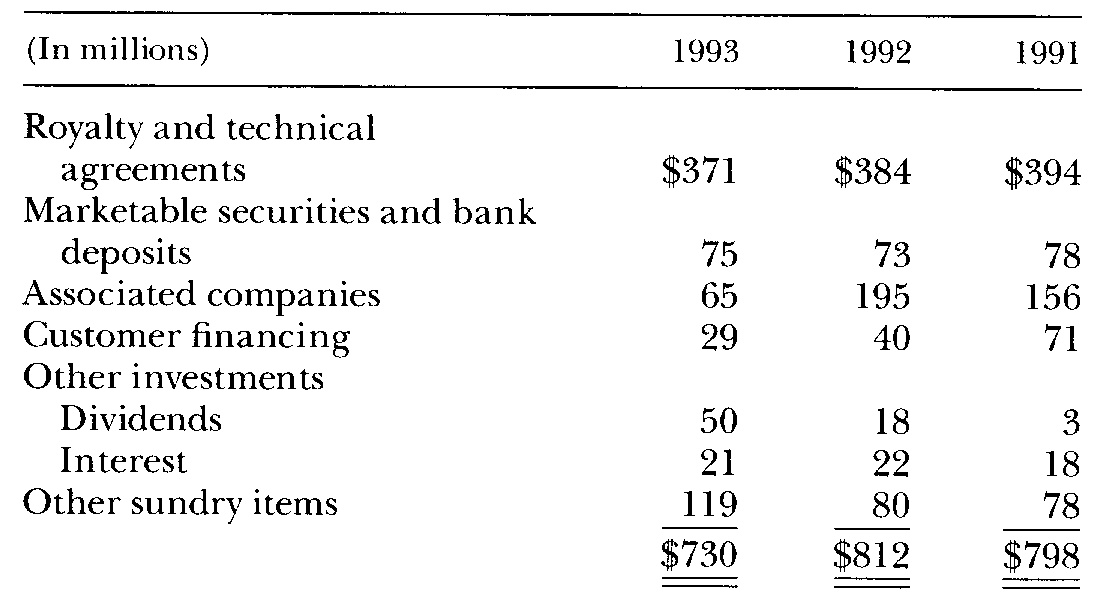 (In millions) 1993 1992 1991
Royalty and technical
agreements $371 $384 $394
Marketable securities and bank
deposits 75 73 78
Associated companies 65 195 156
Customer financing 29 40 71
Other investments
Dividends 50 18 3
Interest 21 22 18
Other sundry items 119 80 78
$730 $812 $798